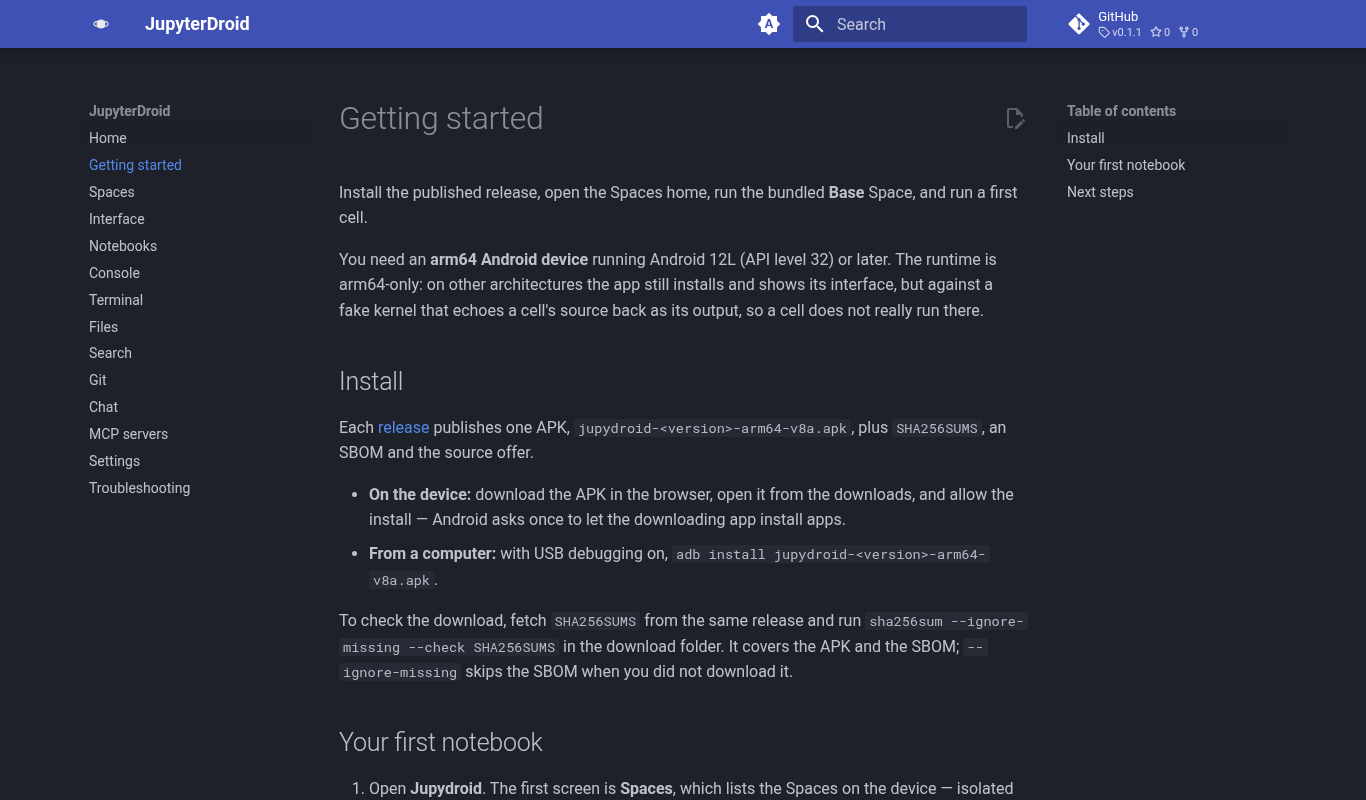 JupyterDroid
Search
GitHub
v0.1.1 0 0
JupyterDroid
Home
Getting started
Spaces
Interface
Notebooks
Console
Terminal
Files
Search
Git
Chat
MCP servers
Settings
Troubleshooting
Getting started
Install the published release, open the Spaces home, run the bundled Base Space, and run a first
cell.
You need an arm64 Android device running Android 12L (API level 32) or later. The runtime is
arm64-only: on other architectures the app still installs and shows its interface, but against a
fake kernel that echoes a cell's source back as its output, so a cell does not really run there.
Install
Each release publishes one APK, jupydroid-<version>-arm64-v8a.apk, plus SHA256SUMS, an
SBOM and the source offer.
• On the device: download the APK in the browser, open it from the downloads, and allow the
install — Android asks once to let the downloading app install apps.
• From a computer: with USB debugging on, adb install jupydroid-<version>-arm64-
v8a.apk.
To check the download, fetch SHA256SUMS from the same release and run sha256sum --ignore-
missing --check SHA256SUMS in the download folder. It covers the APK and the SBOM; --
ignore-missing skips the SBOM when you did not download it.
Your first notebook
1. Open Jupydroid. The first screen is Spaces, which lists the Spaces on the device — isolated
Table of contents
Install
Your first notebook
Next steps